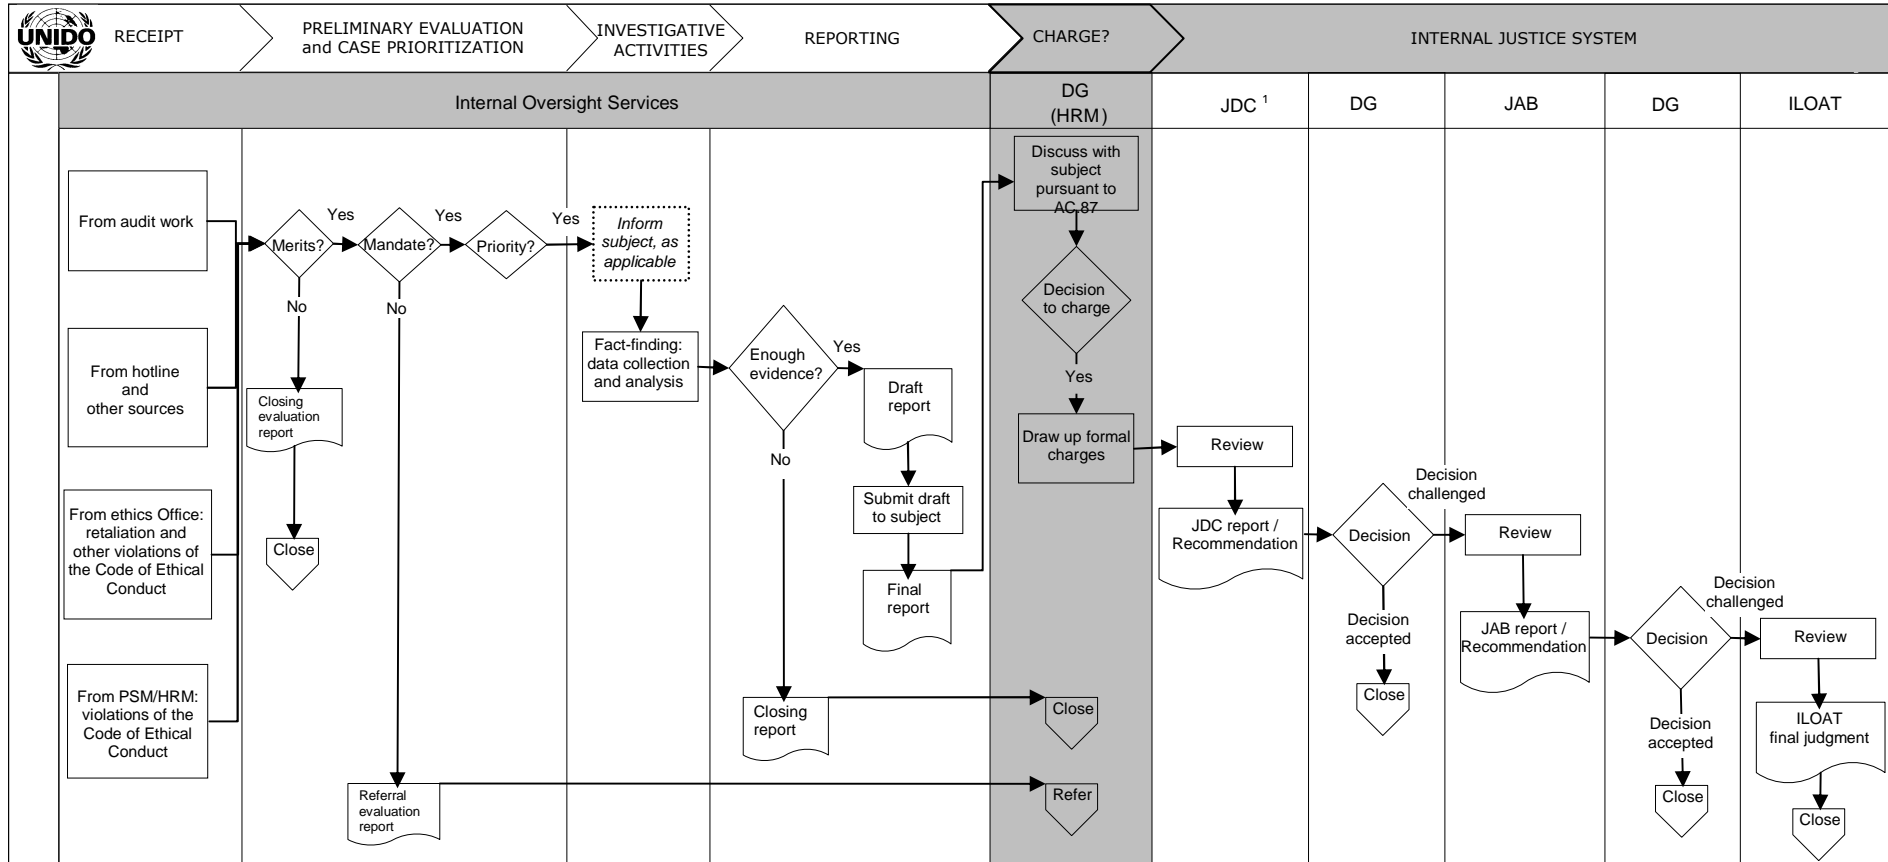 UNIDO
RECEIPT
PRELIMINARY EVALUATION
and CASE PRIORITIZATION
INVESTIGATIVE
ACTIVITIES
REPORTING
CHARGE?
INTERNAL JUSTICE SYSTEM
Internal Oversight Services
DG
(HRM)
JDC 1
DG
JAB
DG
ILOAT
From audit work
From hotline
and
other sources
From ethics Office:
retaliation and
other violations of
the Code of Ethical
Conduct
From PSM/HRM:
violations of the
Code of Ethical
Conduct
Merits?
Yes
No
Closing
evaluation
report
Close
Mandate?
Yes
No
Referral
evaluation
report
Priority?
Yes
Inform
subject, as
applicable
Fact-finding:
data collection
and analysis
Enough
evidence?
Yes
No
Closing
report
Draft
report
Submit draft
to subject
Final
report
Discuss with
subject
pursuant to
AC.87
Decision
to charge
Yes
Draw up formal
charges
Close
Refer
Review
JDC report /
Recommendation
Decision
Decision
challenged
Decision
accepted
Close
Review
JAB report /
Recommendation
Decision
Decision
challenged
Decision
accepted
Close
Review
ILOAT
final judgment
Close